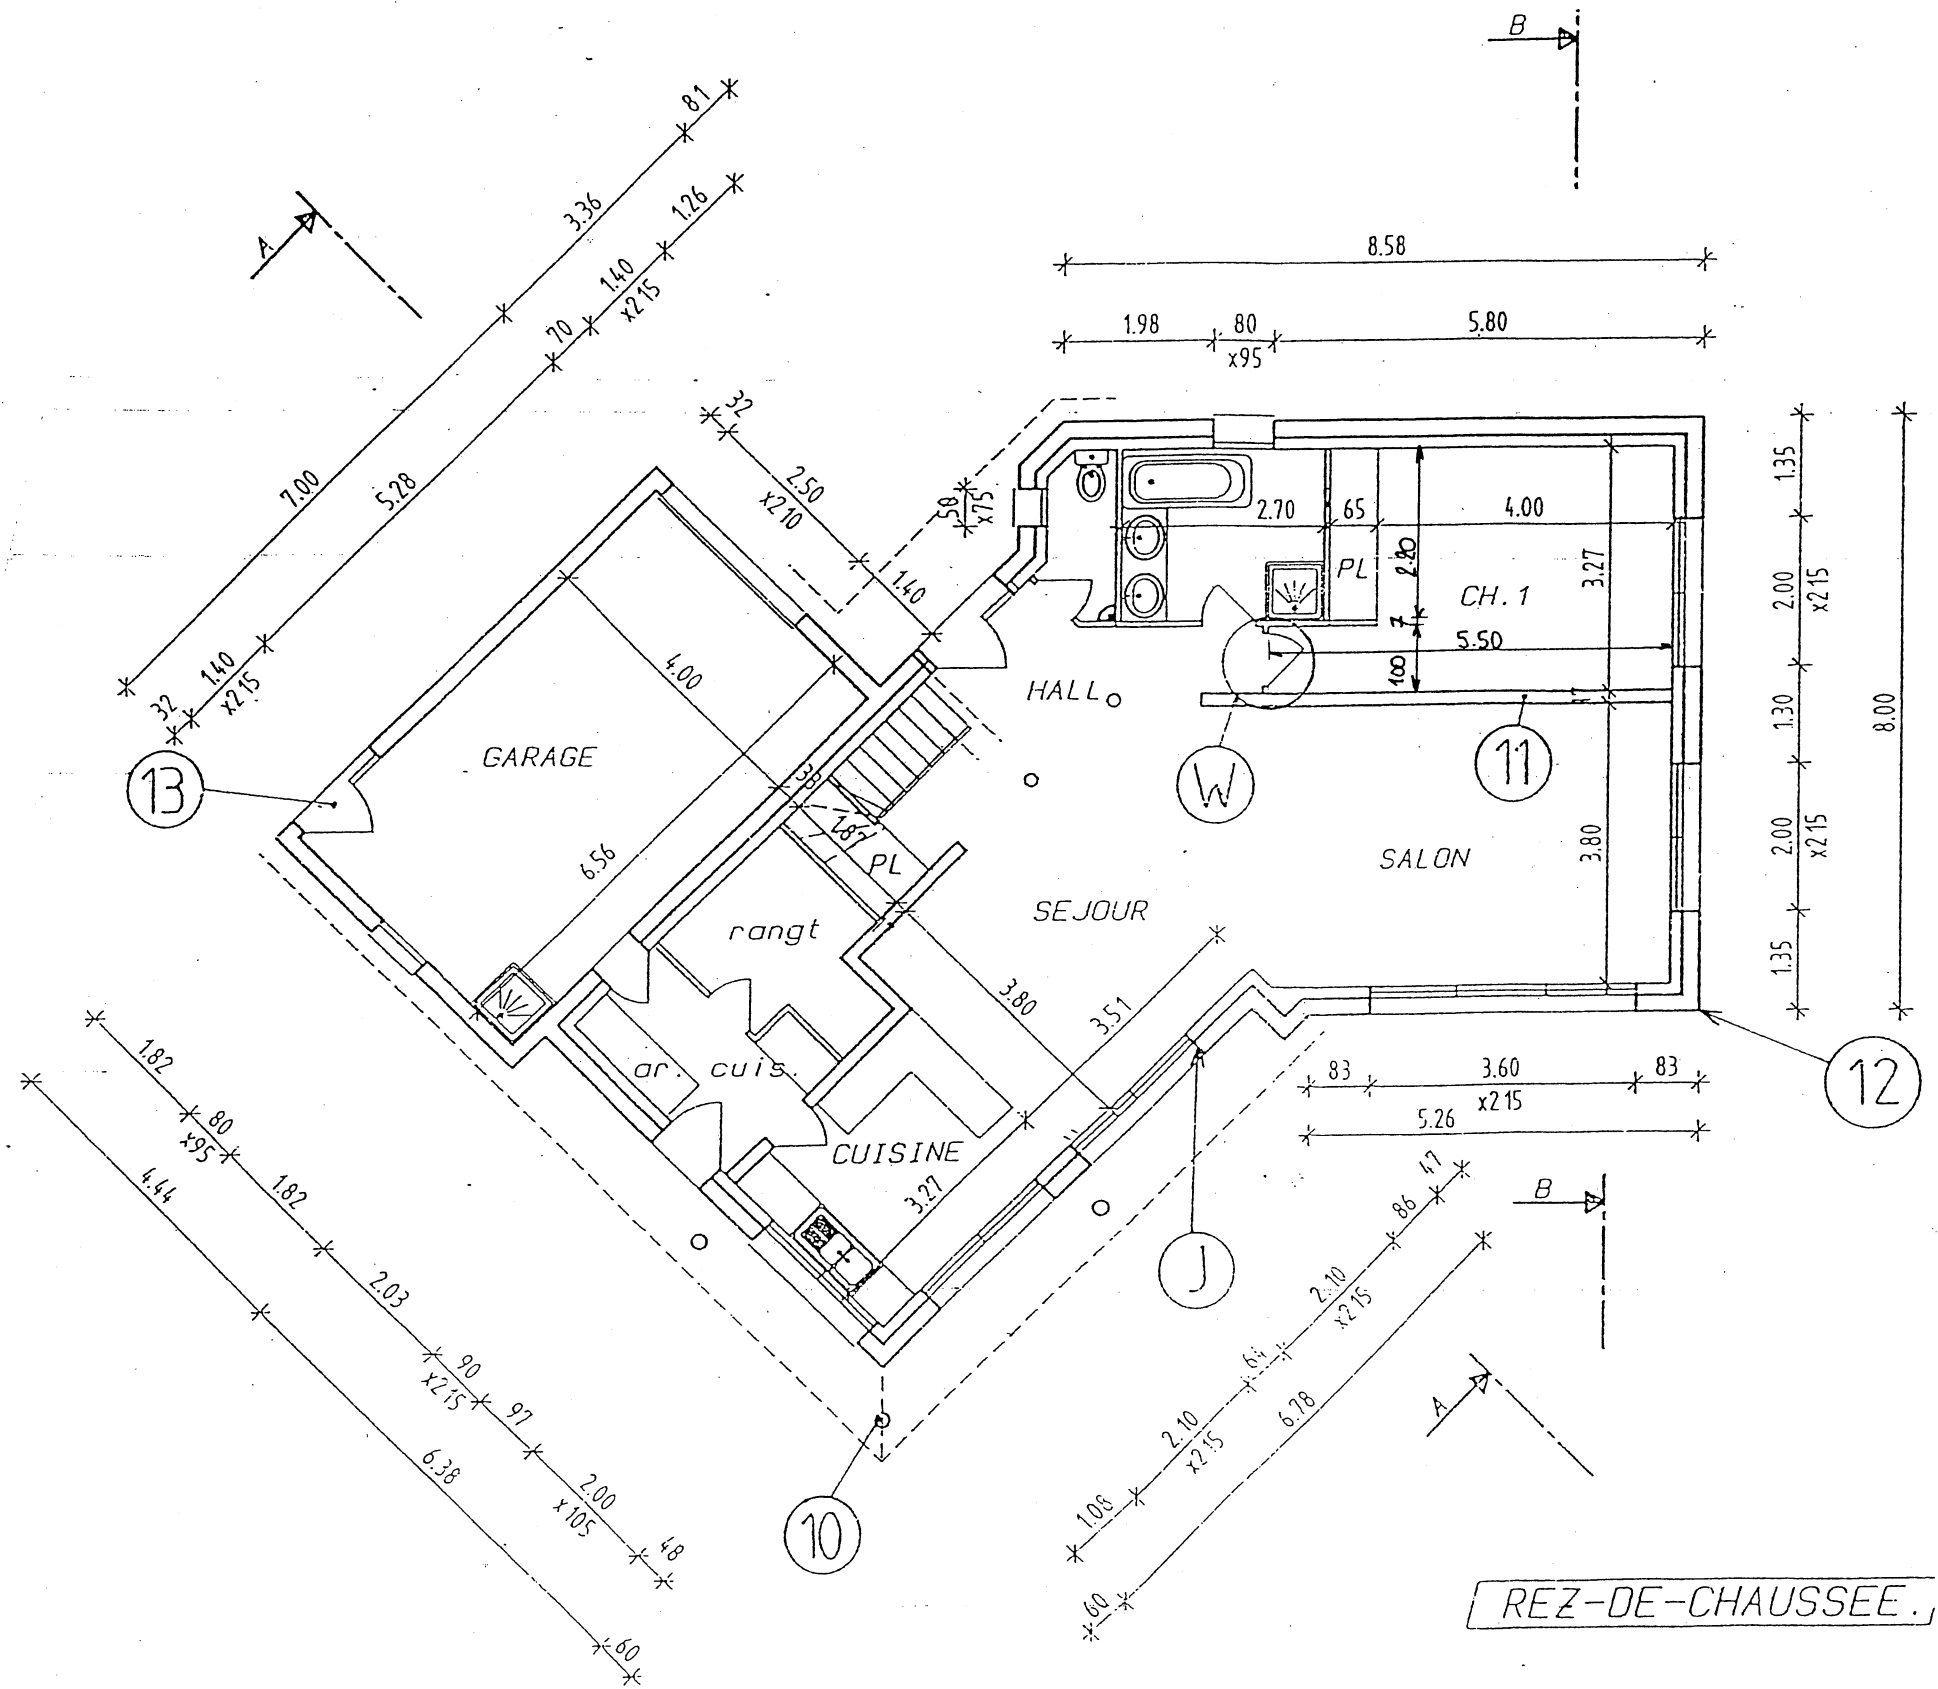 B
81
3.36
1.26
A
1.40
x215
70
7.00
5.28
8.58
1.98
80
x95
5.80
32
2.50
x210
50
x75
1.40
2.70
65
4.00
PL
2.20
CH.1
3.27
7
5.50
100
1.35
2.00
x215
1.30
8.00
2.00
x215
1.35
32
1.40
x215
13
GARAGE
4.00
6.56
38
1.87
PL
rangt
HALL
W
11
SALON
3.80
SEJOUR
3.80
3.51
ar.
cuis.
CUISINE
3.27
J
12
83
3.60
x215
83
5.26
1.82
80
x95
1.82
4.44
2.03
90
x215
97
6.38
2.00
x105
48
60
10
47
86
2.10
x215
64
6.78
2.10
x215
1.08
60
B
A
REZ-DE-CHAUSSEE.